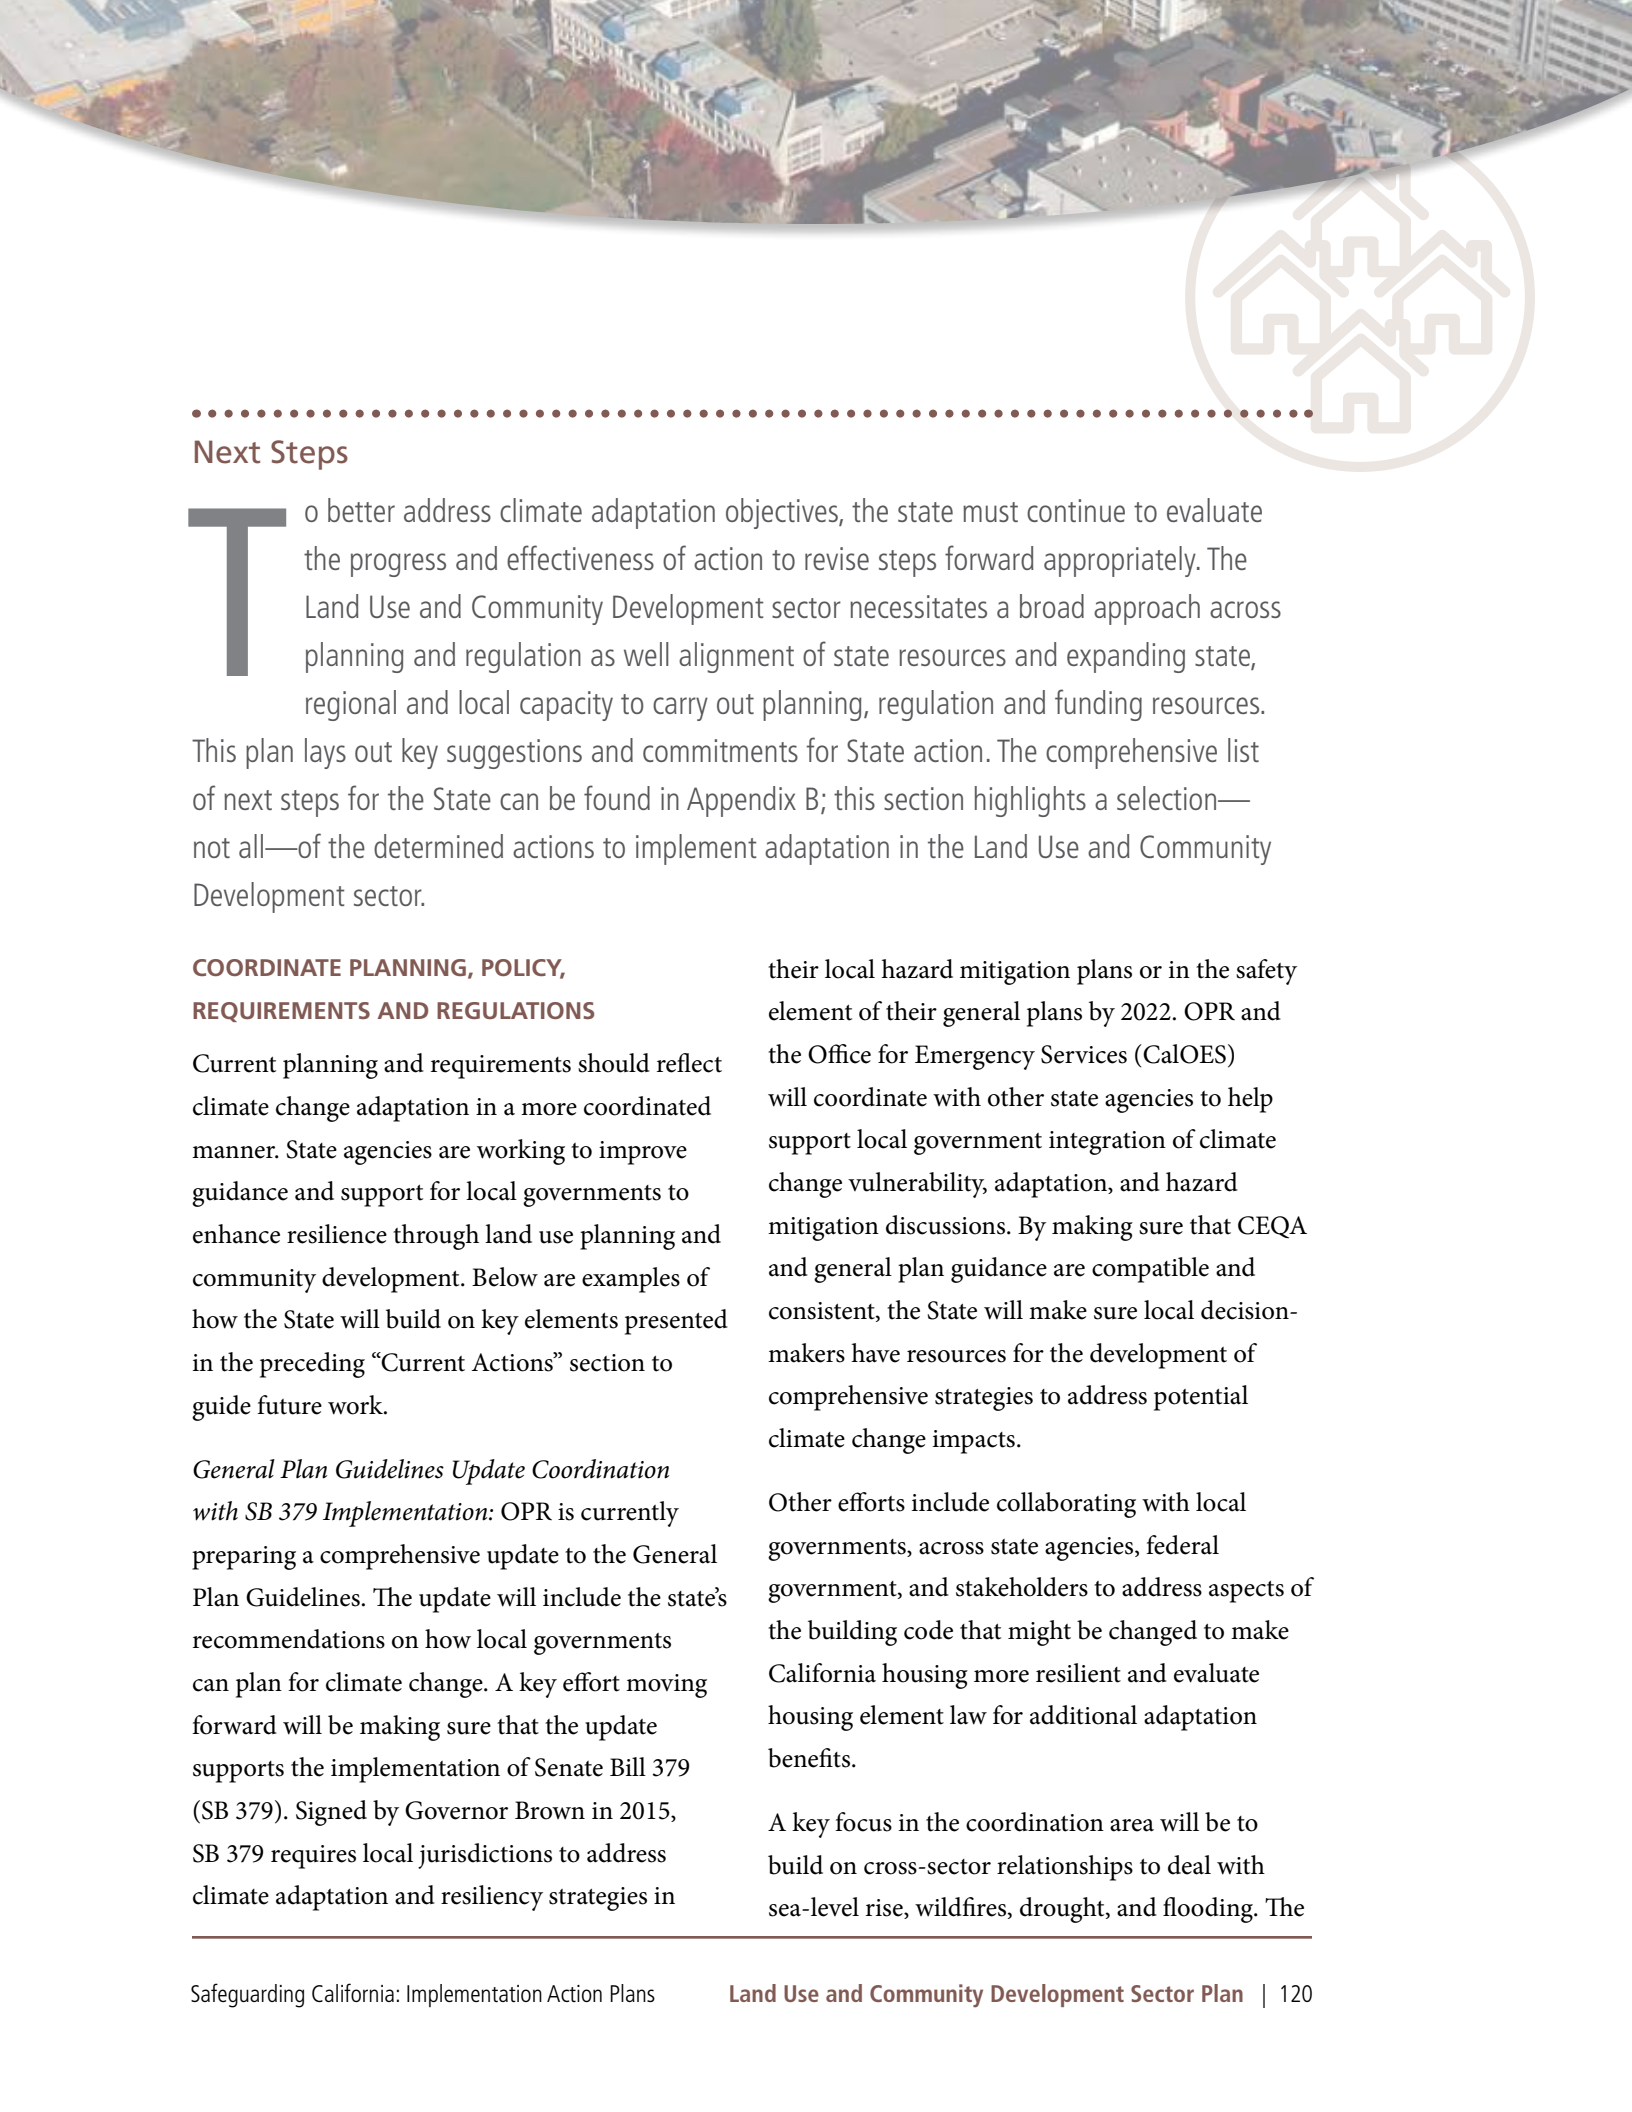 Next Steps
To better address climate adaptation objectives, the state must continue to evaluate
the progress and effectiveness of action to revise steps forward appropriately. The
Land Use and Community Development sector necessitates a broad approach across
planning and regulation as well alignment of state resources and expanding state,
regional and local capacity to carry out planning, regulation and funding resources.
This plan lays out key suggestions and commitments for State action. The comprehensive list
of next steps for the State can be found in Appendix B; this section highlights a selection—
not all—of the determined actions to implement adaptation in the Land Use and Community
Development sector.
COORDINATE PLANNING, POLICY,
REQUIREMENTS AND REGULATIONS
Current planning and requirements should reflect
climate change adaptation in a more coordinated
manner. State agencies are working to improve
guidance and support for local governments to
enhance resilience through land use planning and
community development. Below are examples of
how the State will build on key elements presented
in the preceding “Current Actions” section to
guide future work.
General Plan Guidelines Update Coordination
with SB 379 Implementation: OPR is currently
preparing a comprehensive update to the General
Plan Guidelines. The update will include the state’s
recommendations on how local governments
can plan for climate change. A key effort moving
forward will be making sure that the update
supports the implementation of Senate Bill 379
(SB 379). Signed by Governor Brown in 2015,
SB 379 requires local jurisdictions to address
climate adaptation and resiliency strategies in
their local hazard mitigation plans or in the safety
element of their general plans by 2022. OPR and
the Office for Emergency Services (CalOES)
will coordinate with other state agencies to help
support local government integration of climate
change vulnerability, adaptation, and hazard
mitigation discussions. By making sure that CEQA
and general plan guidance are compatible and
consistent, the State will make sure local decision-
makers have resources for the development of
comprehensive strategies to address potential
climate change impacts.
Other efforts include collaborating with local
governments, across state agencies, federal
government, and stakeholders to address aspects of
the building code that might be changed to make
California housing more resilient and evaluate
housing element law for additional adaptation
benefits.
A key focus in the coordination area will be to
build on cross-sector relationships to deal with
sea-level rise, wildfires, drought, and flooding. The
Safeguarding California: Implementation Action Plans
Land Use and Community Development Sector Plan | 120